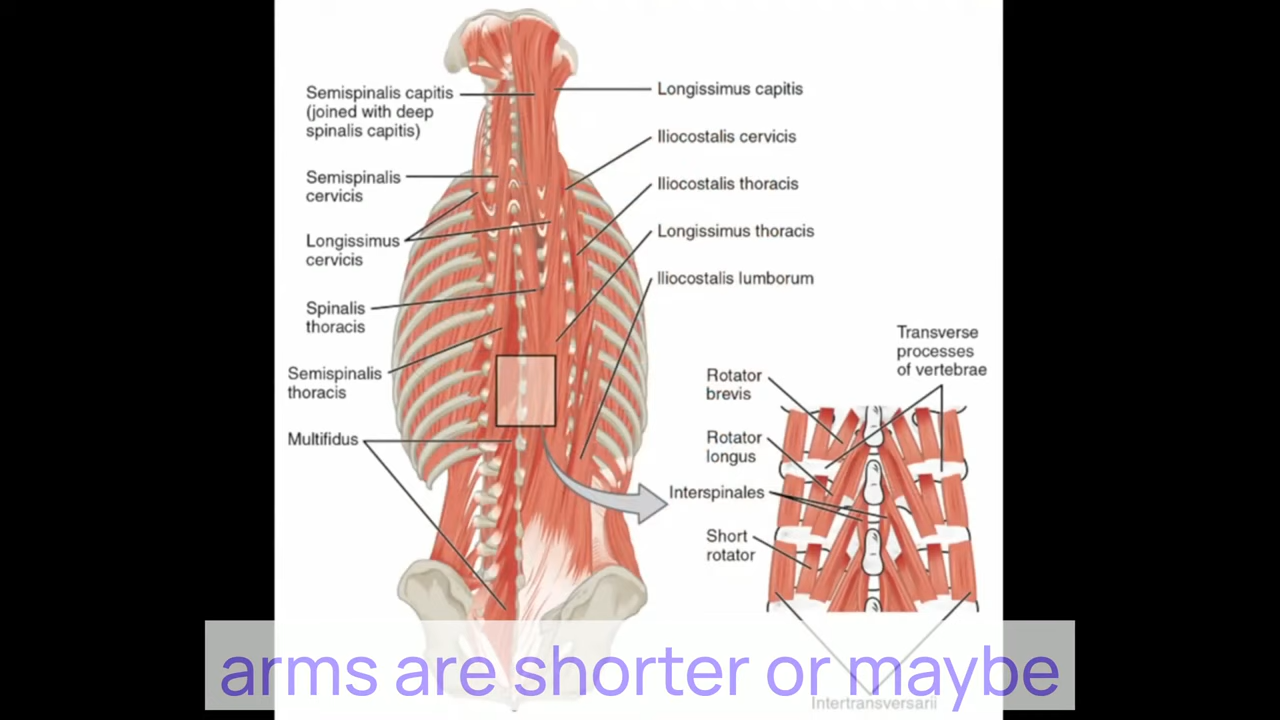 Semispinalis capitis
(joined with deep
spinalis capitis)
Semispinalis
cervicis
Longissimus
cervicis
Spinalis
thoracis
Semispinalis
thoracis
Multifidus
Longissimus capitis
Iliocostalis cervicis
Iliocostalis thoracis
Longissimus thoracis
Iliocostalis lumborum
Transverse
processes
of vertebrae
Rotator
brevis
Rotator
longus
Interspinales
Short
rotator
Intertransversarii
arms are shorter or maybe